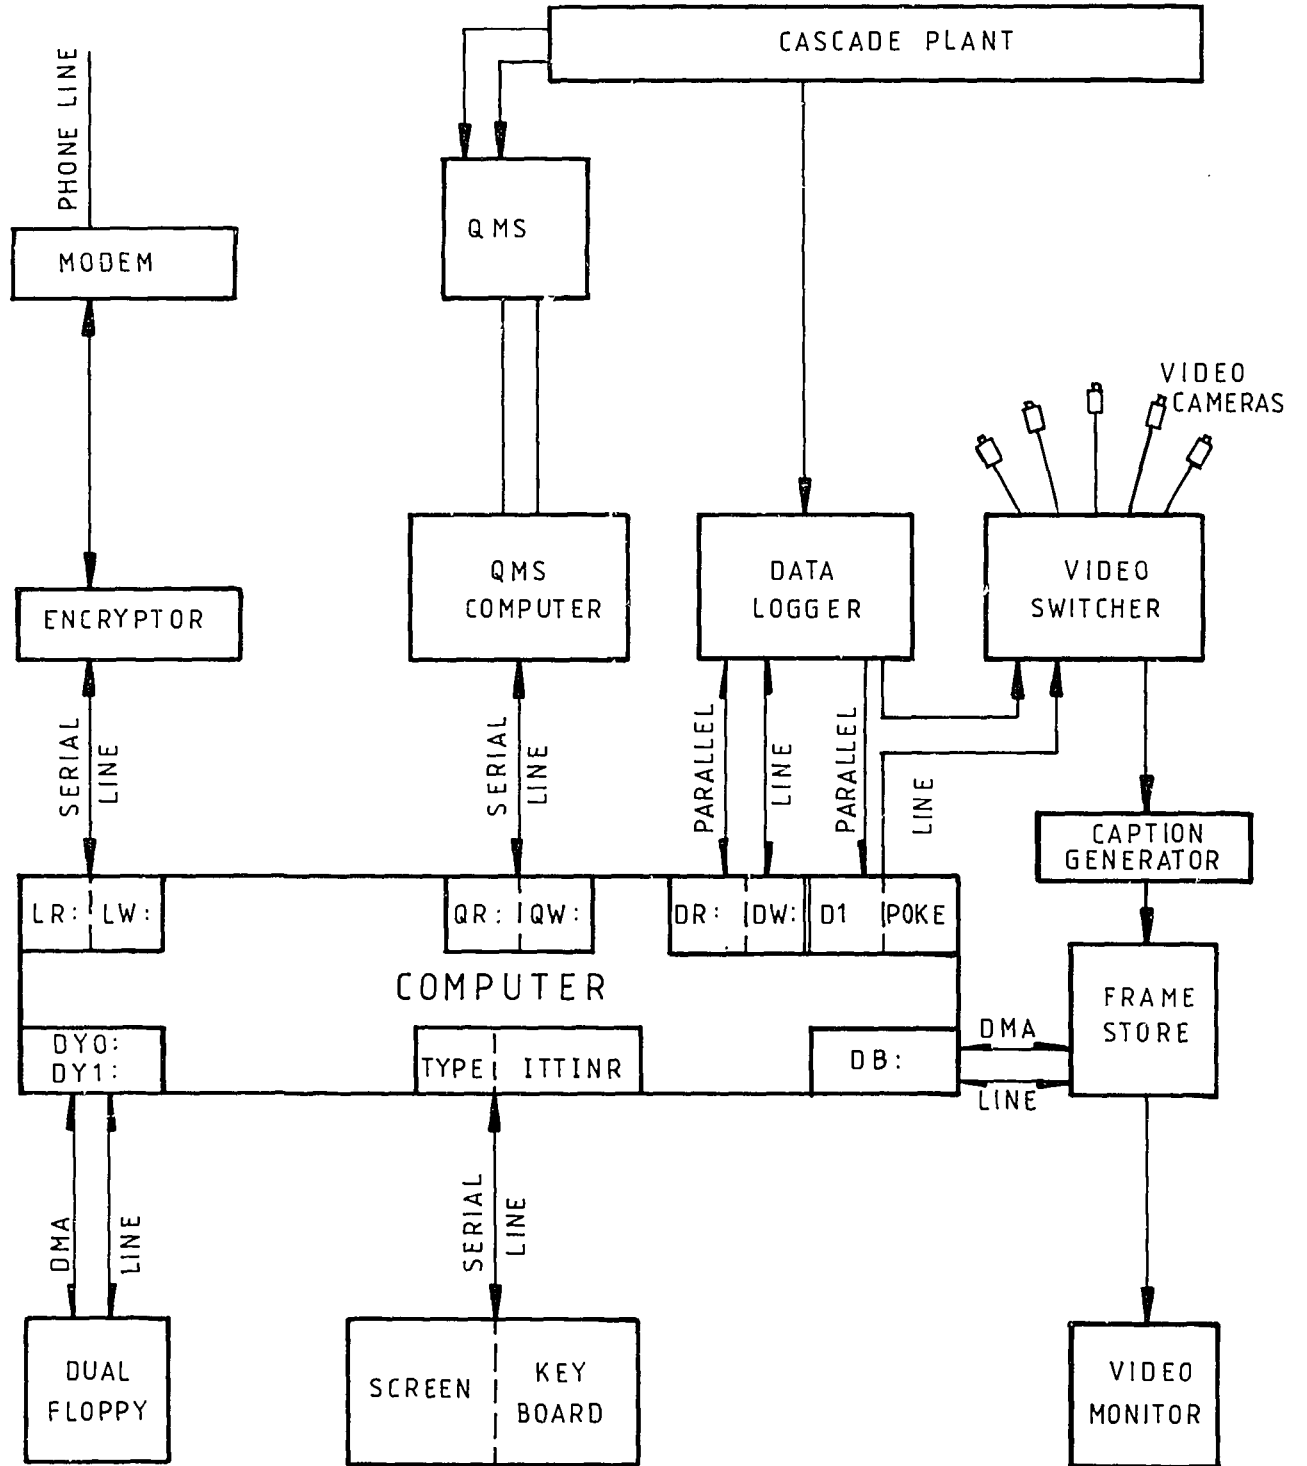 CASCADE PLANT
PHONE LINE
QMS
MODEM
VIDEO
CAMERAS
QMS
COMPUTER
DATA
LOGGER
VIDEO
SWITCHER
ENCRYPTOR
SERIAL
LINE
SERIAL
LINE
PARALLEL
LINE
PARALLEL
LINE
CAPTION
GENERATOR
LR: LW:
QR: QW:
DR: DW: D1 POKE
COMPUTER
FRAME
STORE
DY0:
DY1:
TYPE ITTINR
DB:
DMA
LINE
DMA
LINE
SERIAL
LINE
DUAL
FLOPPY
SCREEN
KEY
BOARD
VIDEO
MONITOR